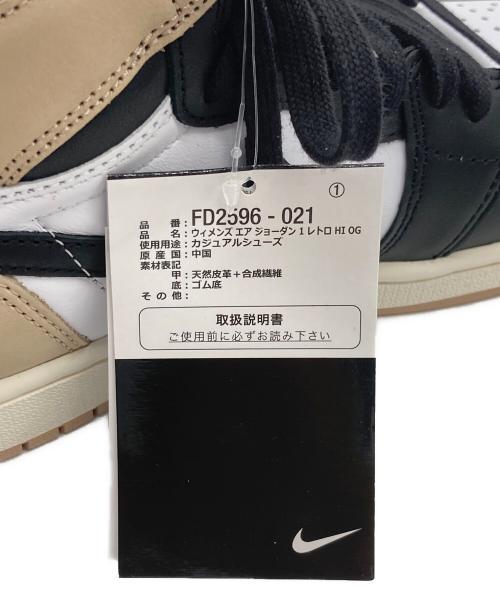 ①
品番:FD2596-021
品名:ウィメンズ エア ジョーダン 1 レトロ HI OG
使用用途:カジュアルシューズ
原産国:中国
素材表記
甲:天然皮革+合成繊維
底:ゴム底
その他:
取扱説明書
ご使用前に必ずお読み下さい